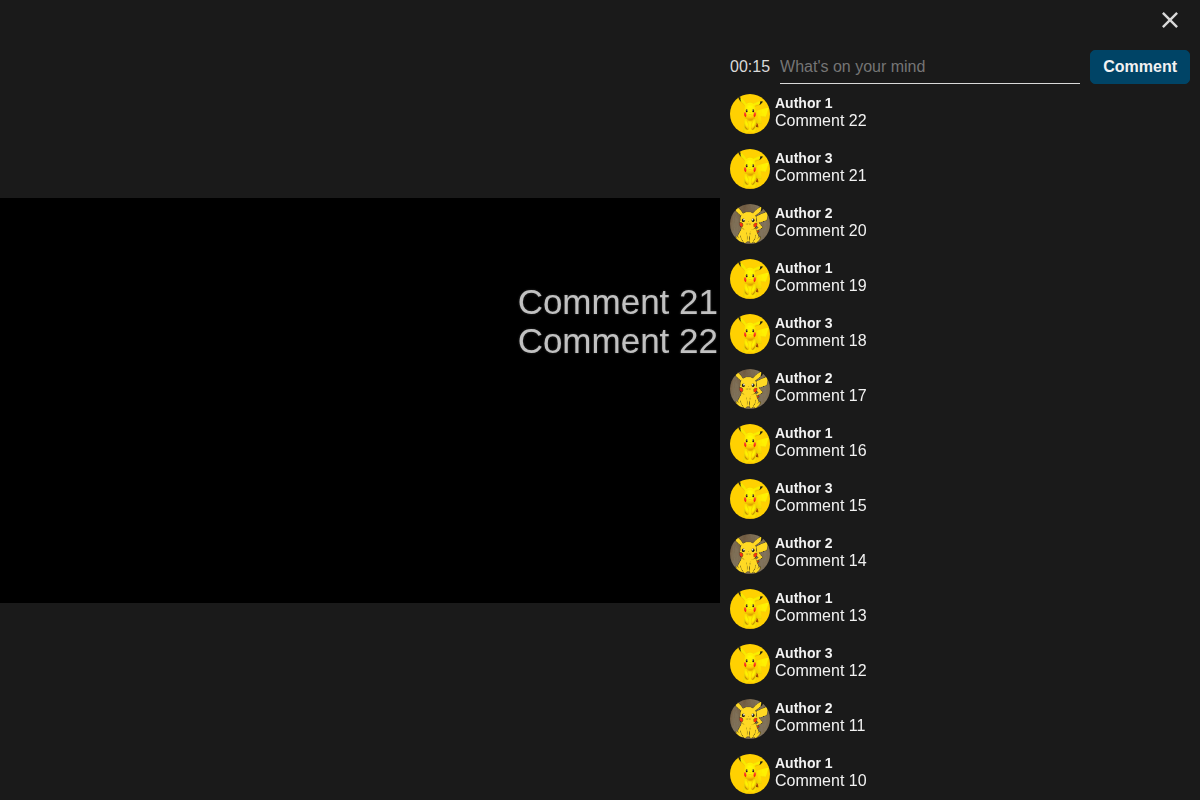 00:15 What's on your mind Comment
Comment 21
Comment 22
Author 1
Comment 22
Author 3
Comment 21
Author 2
Comment 20
Author 1
Comment 19
Author 3
Comment 18
Author 2
Comment 17
Author 1
Comment 16
Author 3
Comment 15
Author 2
Comment 14
Author 1
Comment 13
Author 3
Comment 12
Author 2
Comment 11
Author 1
Comment 10